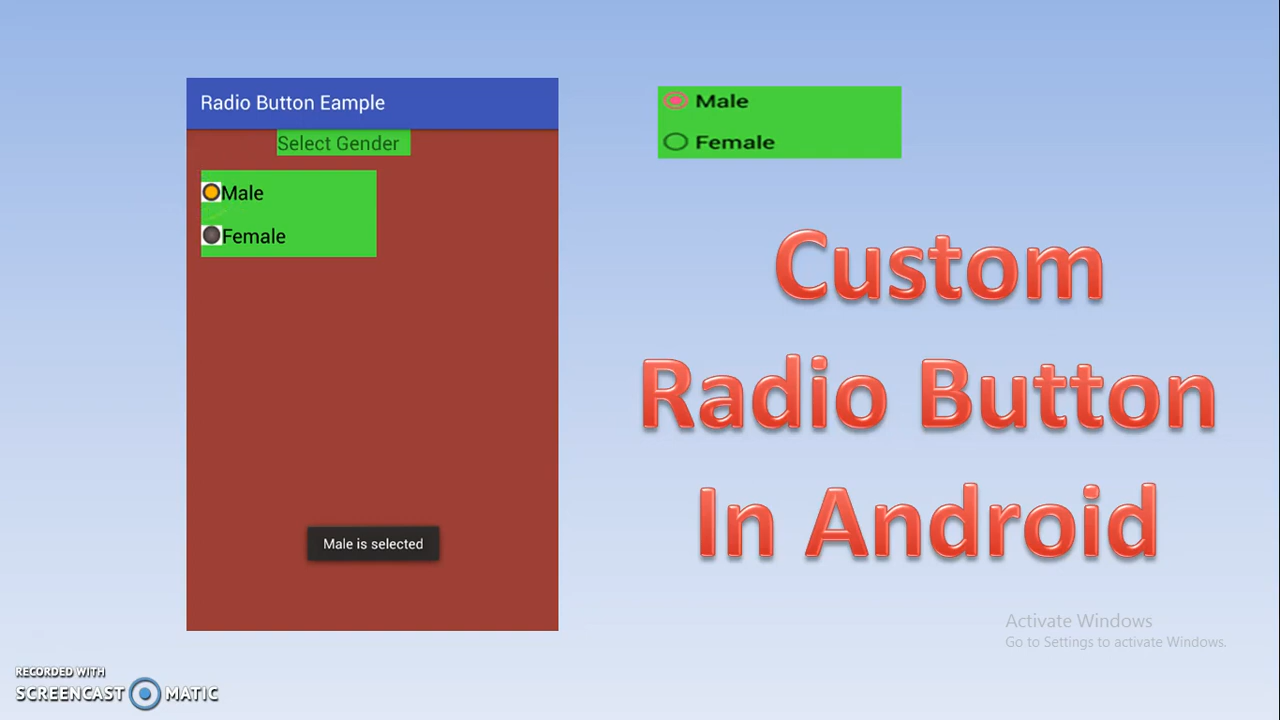 Radio Button Eample
Select Gender
Male
Female
Male is selected
Male
Female
Custom
Radio Button
In Android
Activate Windows
Go to Settings to activate Windows.
RECORDED WITH
SCREENCAST MATIC